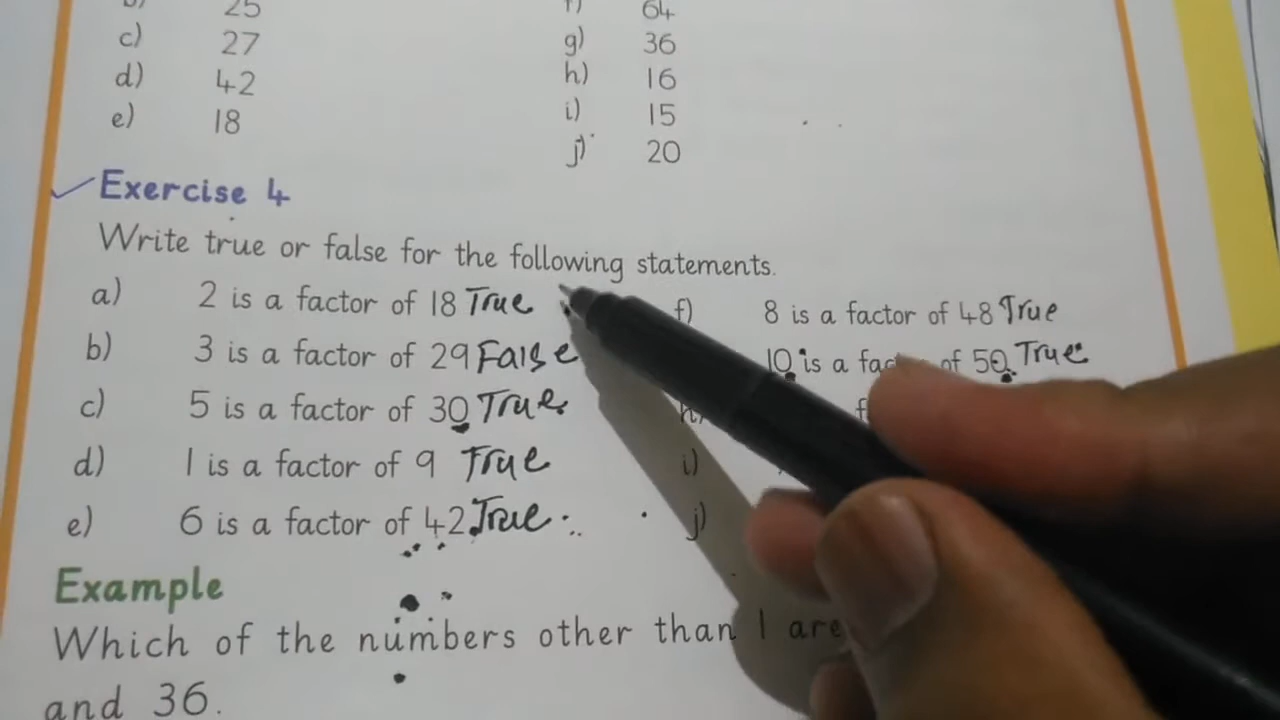 b) 25 f) 64
c) 27 g) 36
d) 42 h) 16
e) 18 i) 15
j) 20
Exercise 4
Write true or false for the following statements.
a) 2 is a factor of 18 True f) 8 is a factor of 48 True
b) 3 is a factor of 29 False 10 is a of 50 True
c) 5 is a factor of 30 True h)
d) 1 is a factor of 9 True i)
e) 6 is a factor of 42 True j)
Example
Which of the numbers other than 1 are
and 36.